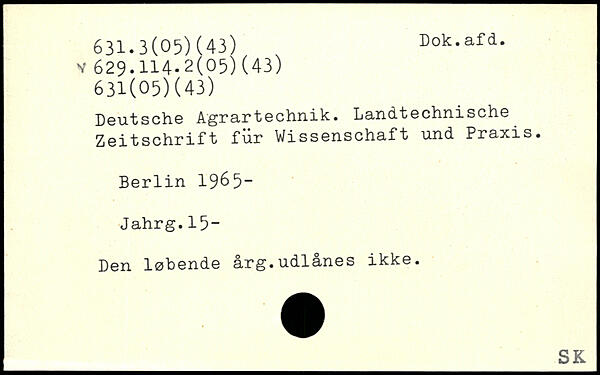 631.3(05)(43) Dok.afd.
√ 629.114.2(05)(43)
631(05)(43)
Deutsche Agrartechnik. Landtechnische
Zeitschrift für Wissenschaft und Praxis.
Berlin 1965-
Jahrg.15-
Den løbende årg.udlånes ikke.
SK